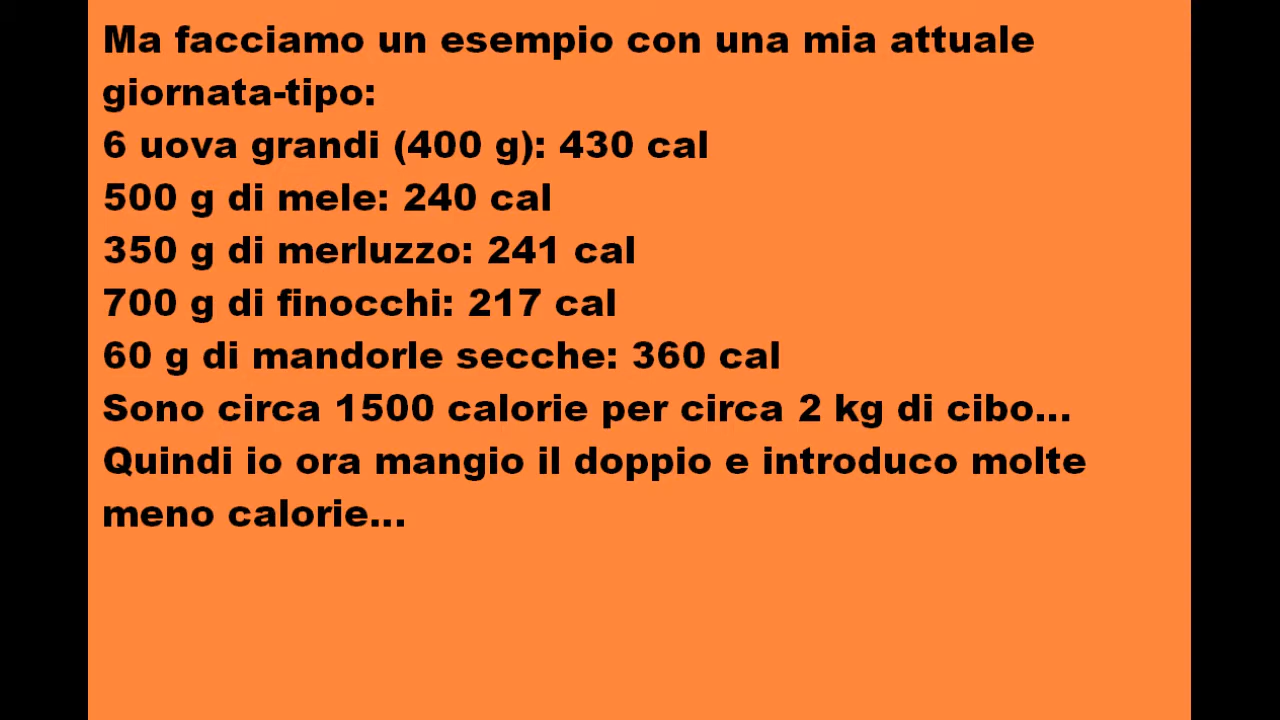 Ma facciamo un esempio con una mia attuale
giornata-tipo:
6 uova grandi (400 g): 430 cal
500 g di mele: 240 cal
350 g di merluzzo: 241 cal
700 g di finocchi: 217 cal
60 g di mandorle secche: 360 cal
Sono circa 1500 calorie per circa 2 kg di cibo...
Quindi io ora mangio il doppio e introduco molte
meno calorie...